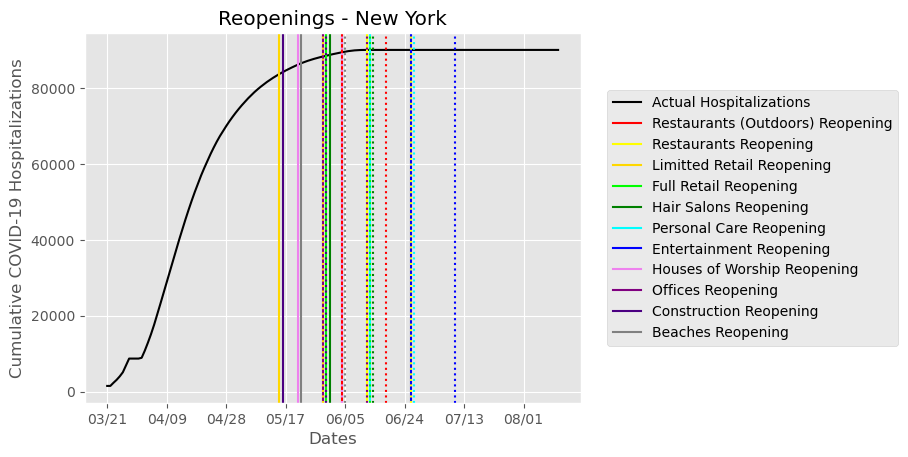 Reopenings - New York
Cumulative COVID-19 Hospitalizations
80000
60000
40000
20000
0
03/21
04/09
04/28
05/17
06/05
06/24
07/13
08/01
Dates
Actual Hospitalizations
Restaurants (Outdoors) Reopening
Restaurants Reopening
Limitted Retail Reopening
Full Retail Reopening
Hair Salons Reopening
Personal Care Reopening
Entertainment Reopening
Houses of Worship Reopening
Offices Reopening
Construction Reopening
Beaches Reopening